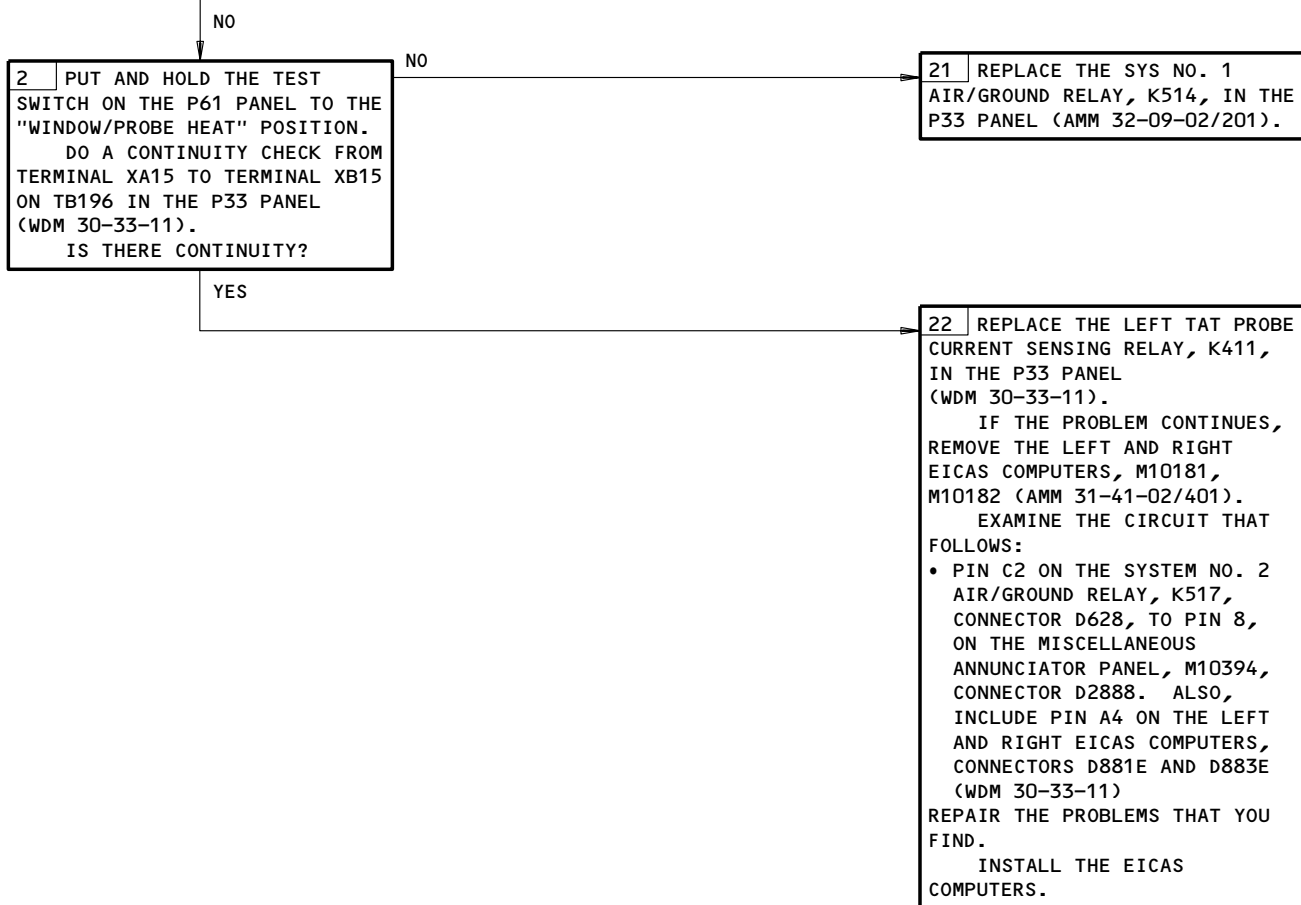 NO
2 PUT AND HOLD THE TEST
SWITCH ON THE P61 PANEL TO THE
"WINDOW/PROBE HEAT" POSITION.
DO A CONTINUITY CHECK FROM
TERMINAL XA15 TO TERMINAL XB15
ON TB196 IN THE P33 PANEL
(WDM 30-33-11).
IS THERE CONTINUITY?
NO
21 REPLACE THE SYS NO. 1
AIR/GROUND RELAY, K514, IN THE
P33 PANEL (AMM 32-09-02/201).
YES
22 REPLACE THE LEFT TAT PROBE
CURRENT SENSING RELAY, K411,
IN THE P33 PANEL
(WDM 30-33-11).
IF THE PROBLEM CONTINUES,
REMOVE THE LEFT AND RIGHT
EICAS COMPUTERS, M10181,
M10182 (AMM 31-41-02/401).
EXAMINE THE CIRCUIT THAT
FOLLOWS:
• PIN C2 ON THE SYSTEM NO. 2
AIR/GROUND RELAY, K517,
CONNECTOR D628, TO PIN 8,
ON THE MISCELLANEOUS
ANNUNCIATOR PANEL, M10394,
CONNECTOR D2888. ALSO,
INCLUDE PIN A4 ON THE LEFT
AND RIGHT EICAS COMPUTERS,
CONNECTORS D881E AND D883E
(WDM 30-33-11)
REPAIR THE PROBLEMS THAT YOU
FIND.
INSTALL THE EICAS
COMPUTERS.